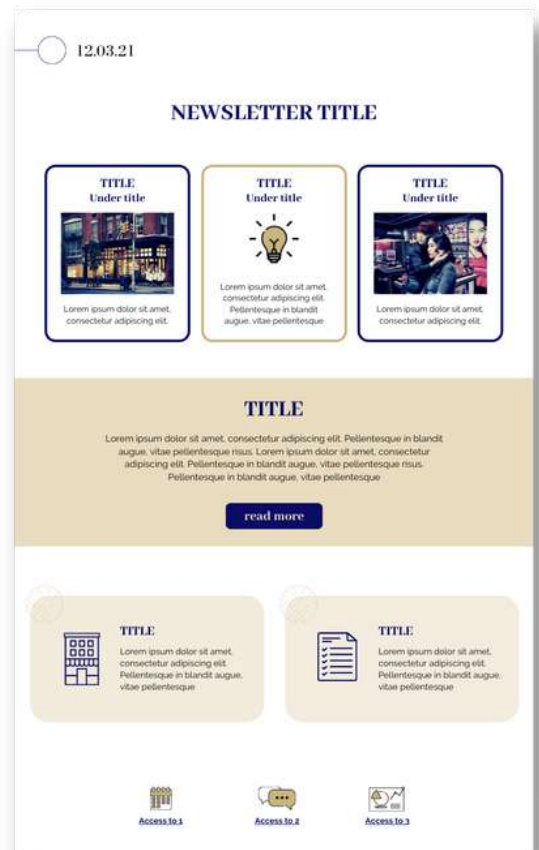 12.03.21
NEWSLETTER TITLE
TITLE
Under title
Lorem ipsum dolor sit amet,
consectetur adipiscing elit.
TITLE
Under title
Lorem ipsum dolor sit amet,
consectetur adipiscing elit.
Pellentesque in blandit
augue, vitae pellentesque
TITLE
Under title
Lorem ipsum dolor sit amet,
consectetur adipiscing elit.
TITLE
Lorem ipsum dolor sit amet, consectetur adipiscing elit. Pellentesque in blandit
augue, vitae pellentesque risus. Lorem ipsum dolor sit amet, consectetur
adipiscing elit. Pellentesque in blandit augue, vitae pellentesque risus.
Pellentesque in blandit augue, vitae pellentesque
read more
TITLE
Lorem ipsum dolor sit amet,
consectetur adipiscing elit.
Pellentesque in blandit augue,
vitae pellentesque
TITLE
Lorem ipsum dolor sit amet,
consectetur adipiscing elit.
Pellentesque in blandit augue,
vitae pellentesque
Access to 1
Access to 2
Access to 3